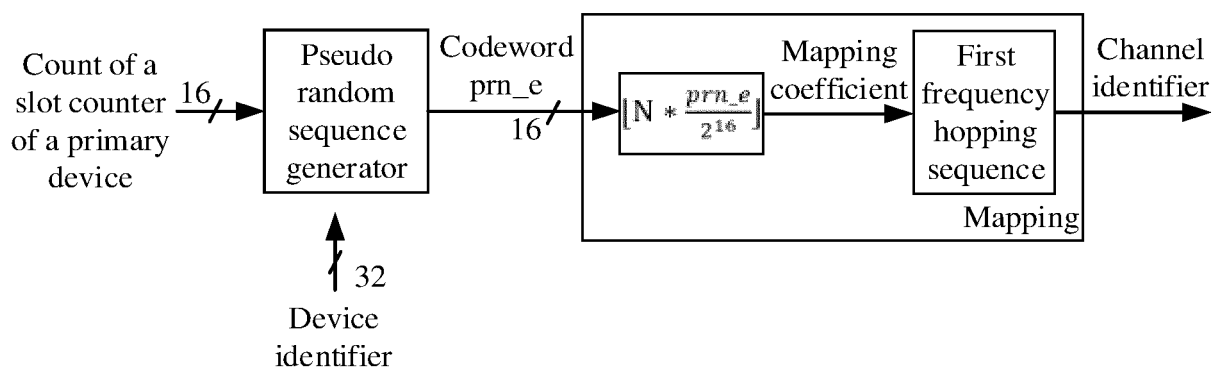 Count of a
slot counter
of a primary
device
16
Pseudo
random
sequence
generator
32
Device
identifier
Codeword
prn_e
16
⌊N * prn_e / 2^16⌋
Mapping
coefficient
First
frequency
hopping
sequence
Mapping
Channel
identifier